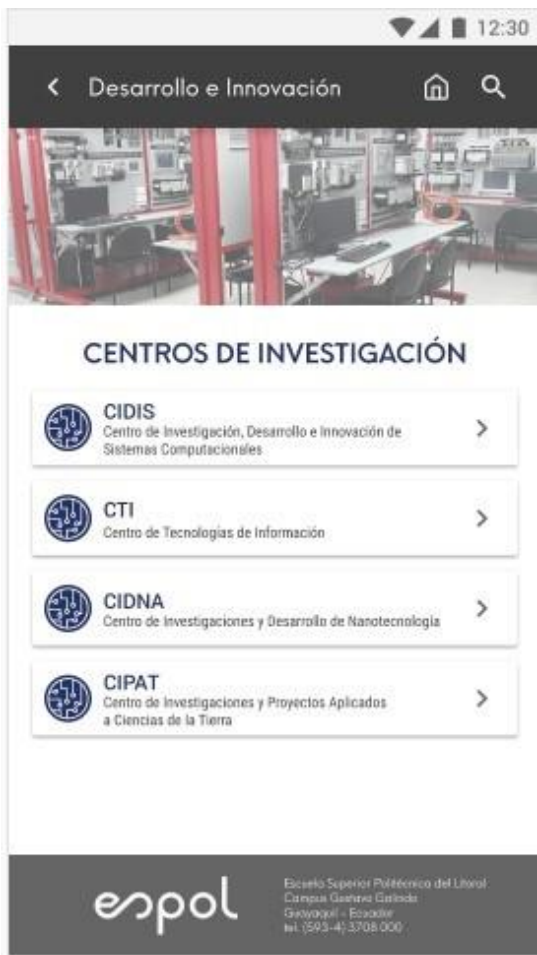 12:30
Desarrollo e Innovación
CENTROS DE INVESTIGACIÓN
CIDIS
Centro de Investigación, Desarrollo e Innovación de
Sistemas Computacionales
CTI
Centro de Tecnologías de Información
CIDNA
Centro de Investigaciones y Desarrollo de Nanotecnología
CIPAT
Centro de Investigaciones y Proyectos Aplicados
a Ciencias de la Tierra
espol
Escuela Superior Politécnica del Litoral
Campus Gustavo Galindo
Guayaquil - Ecuador
tel. (593-4) 3708 000